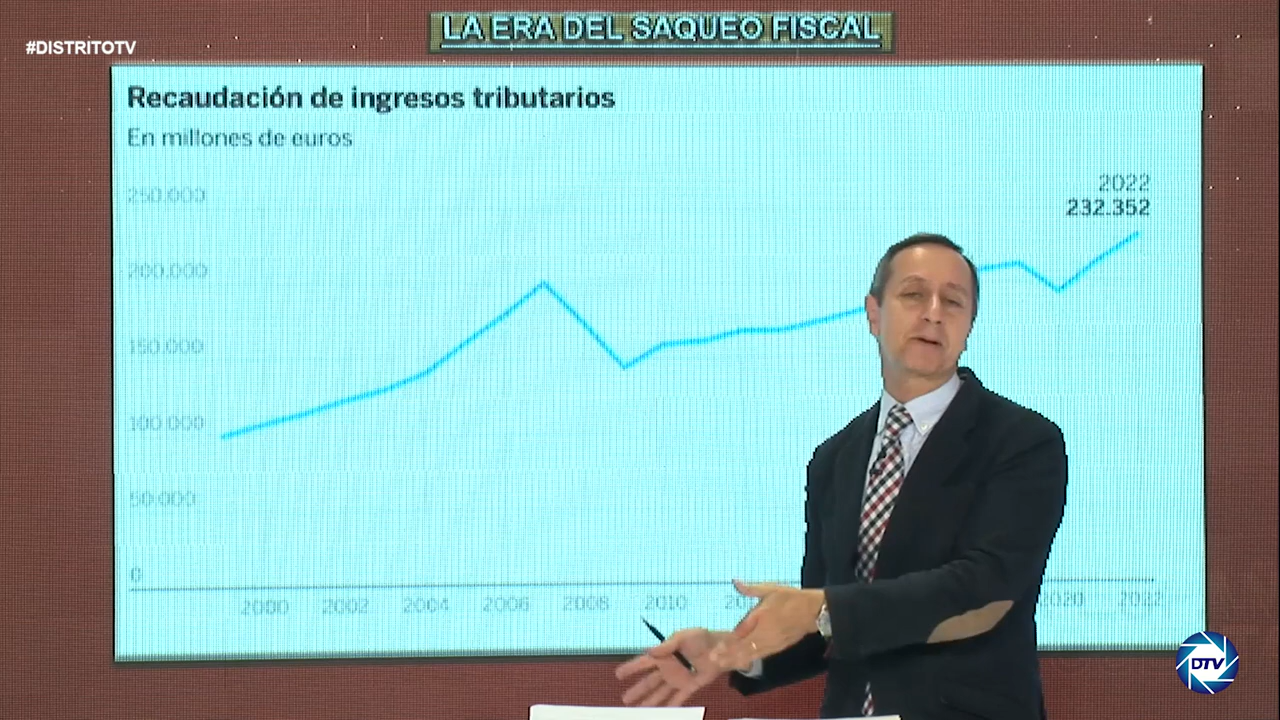 LA ERA DEL SAQUEO FISCAL
#DISTRITOTV
Recaudación de ingresos tributarios
En millones de euros
250.000
2022
232.352
200.000
150.000
100.000
50.000
0
2000 2002 2004 2006 2008 2010 2020 2022
DTV